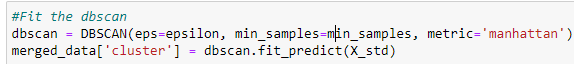 #Fit the dbscan
dbscan = DBSCAN(eps=epsilon, min_samples=min_samples, metric='manhattan')
merged_data['cluster'] = dbscan.fit_predict(X_std)